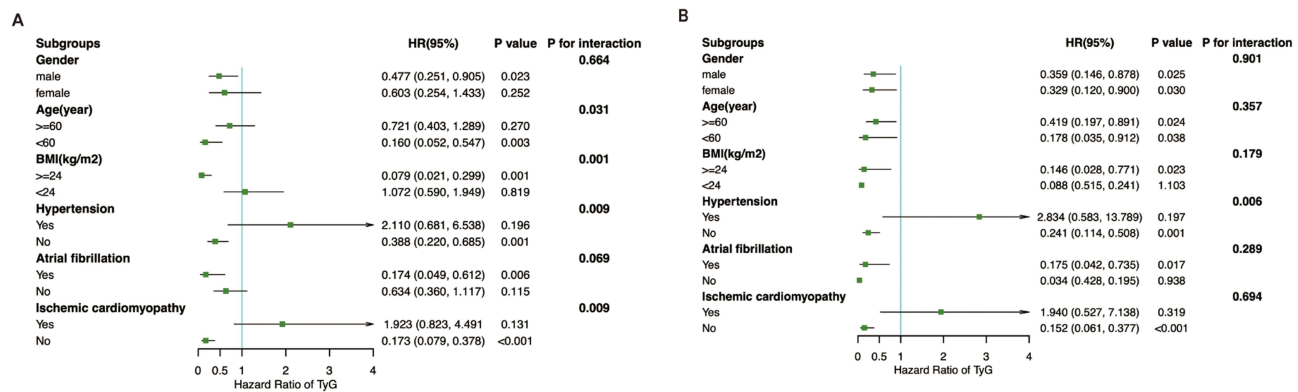 A
Subgroups HR(95%) P value P for interaction
Gender 0.664
male 0.477 (0.251, 0.905) 0.023
female 0.603 (0.254, 1.433) 0.252
Age(year) 0.031
>=60 0.721 (0.403, 1.289) 0.270
<60 0.160 (0.052, 0.547) 0.003
BMI(kg/m2) 0.001
>=24 0.079 (0.021, 0.299) 0.001
<24 1.072 (0.590, 1.949) 0.819
Hypertension 0.009
Yes 2.110 (0.681, 6.538) 0.196
No 0.388 (0.220, 0.685) 0.001
Atrial fibrillation 0.069
Yes 0.174 (0.049, 0.612) 0.006
No 0.634 (0.360, 1.117) 0.115
Ischemic cardiomyopathy 0.009
Yes 1.923 (0.823, 4.491 0.131
No 0.173 (0.079, 0.378) <0.001
0 0.5 1 2 3 4
Hazard Ratio of TyG
B
Subgroups HR(95%) P value P for interaction
Gender 0.901
male 0.359 (0.146, 0.878) 0.025
female 0.329 (0.120, 0.900) 0.030
Age(year) 0.357
>=60 0.419 (0.197, 0.891) 0.024
<60 0.178 (0.035, 0.912) 0.038
BMI(kg/m2) 0.179
>=24 0.146 (0.028, 0.771) 0.023
<24 0.088 (0.515, 0.241) 1.103
Hypertension 0.006
Yes 2.834 (0.583, 13.789) 0.197
No 0.241 (0.114, 0.508) 0.001
Atrial fibrillation 0.289
Yes 0.175 (0.042, 0.735) 0.017
No 0.034 (0.428, 0.195) 0.938
Ischemic cardiomyopathy 0.694
Yes 1.940 (0.527, 7.138) 0.319
No 0.152 (0.061, 0.377) <0.001
0 0.5 1 2 3 4
Hazard Ratio of TyG